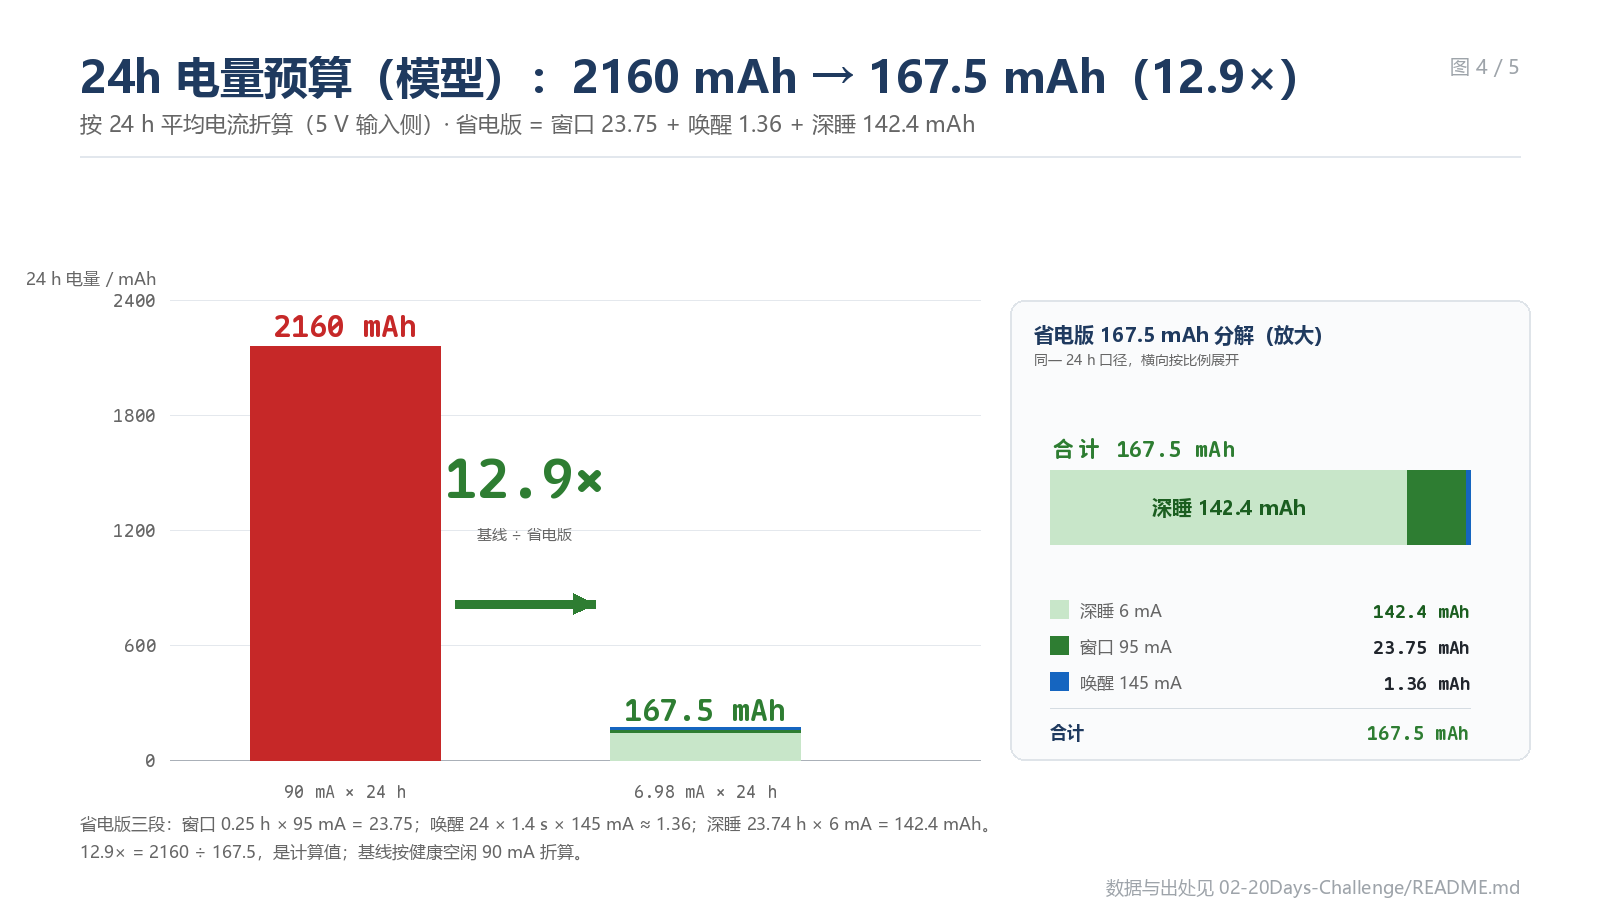 24h 电量预算（模型）：2160 mAh → 167.5 mAh（12.9×）
图 4 / 5
按 24 h 平均电流折算（5 V 输入侧）· 省电版 = 窗口 23.75 + 唤醒 1.36 + 深睡 142.4 mAh
24 h 电量 / mAh
2400
1800
1200
600
0
2160 mAh
12.9×
基线 ÷ 省电版
167.5 mAh
90 mA × 24 h
6.98 mA × 24 h
省电版 167.5 mAh 分解（放大）
同一 24 h 口径，横向按比例展开
合计 167.5 mAh
深睡 142.4 mAh
深睡 6 mA 142.4 mAh
窗口 95 mA 23.75 mAh
唤醒 145 mA 1.36 mAh
合计 167.5 mAh
省电版三段：窗口 0.25 h × 95 mA = 23.75；唤醒 24 × 1.4 s × 145 mA ≈ 1.36；深睡 23.74 h × 6 mA = 142.4 mAh。
12.9× = 2160 ÷ 167.5，是计算值；基线按健康空闲 90 mA 折算。
数据与出处见 02-20Days-Challenge/README.md